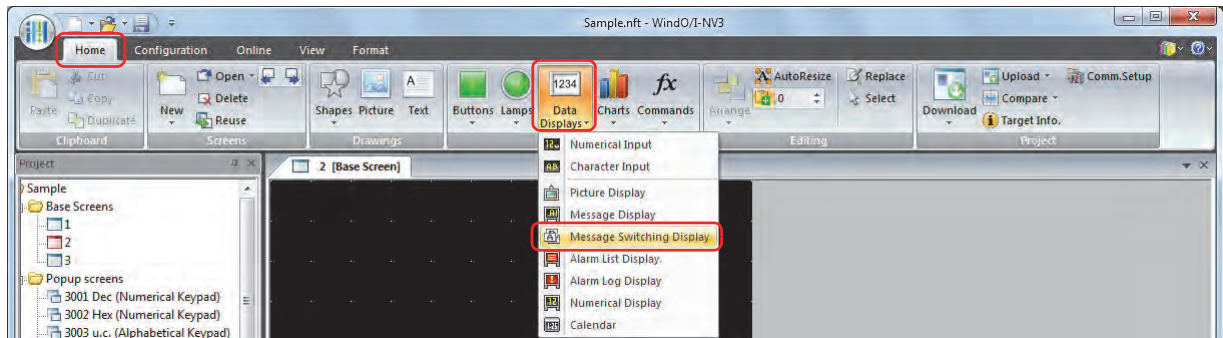 Sample.nft - WindO/I-NV3
Home Configuration Online View Format
Cut
Copy
Duplicate
Paste
Clipboard
New
Open
Delete
Reuse
Screens
Shapes Picture Text
A
Drawings
Buttons Lamps
1234
Data
Displays
Charts
fx
Commands
Arrange
AutoResize
0
Replace
Select
Editing
Download
Upload
Compare
Target Info.
Comm.Setup
Project
Numerical Input
Character Input
Picture Display
Message Display
Message Switching Display
Alarm List Display
Alarm Log Display
Numerical Display
Calendar
Project
Sample
Base Screens
1
2
3
Popup screens
3001 Dec (Numerical Keypad)
3002 Hex (Numerical Keypad)
3003 u.c. (Alphabetical Keypad)
2 [Base Screen]